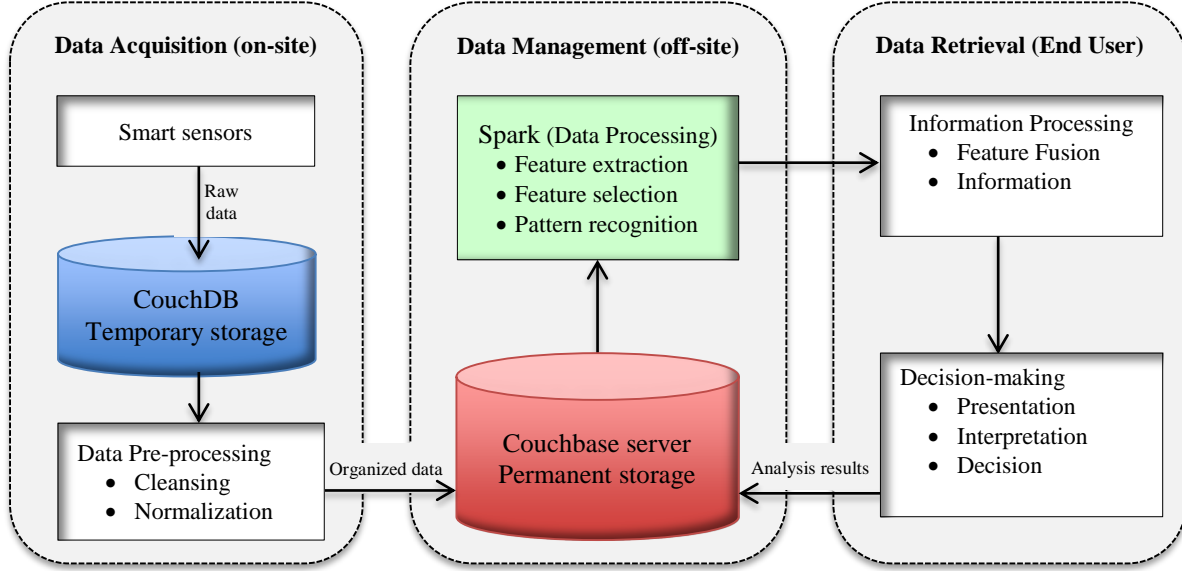 Data Acquisition (on-site)
Smart sensors
Raw
data
CouchDB
Temporary storage
Data Pre-processing
• Cleansing
• Normalization
Organized data
Data Management (off-site)
Spark (Data Processing)
• Feature extraction
• Feature selection
• Pattern recognition
Couchbase server
Permanent storage
Data Retrieval (End User)
Information Processing
• Feature Fusion
• Information
Decision-making
• Presentation
• Interpretation
• Decision
Analysis results